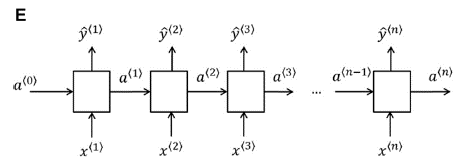 E
ŷ⟨1⟩ ŷ⟨2⟩ ŷ⟨3⟩ ŷ⟨n⟩
a⟨0⟩ a⟨1⟩ a⟨2⟩ a⟨3⟩ ... a⟨n−1⟩ a⟨n⟩
x⟨1⟩ x⟨2⟩ x⟨3⟩ x⟨n⟩